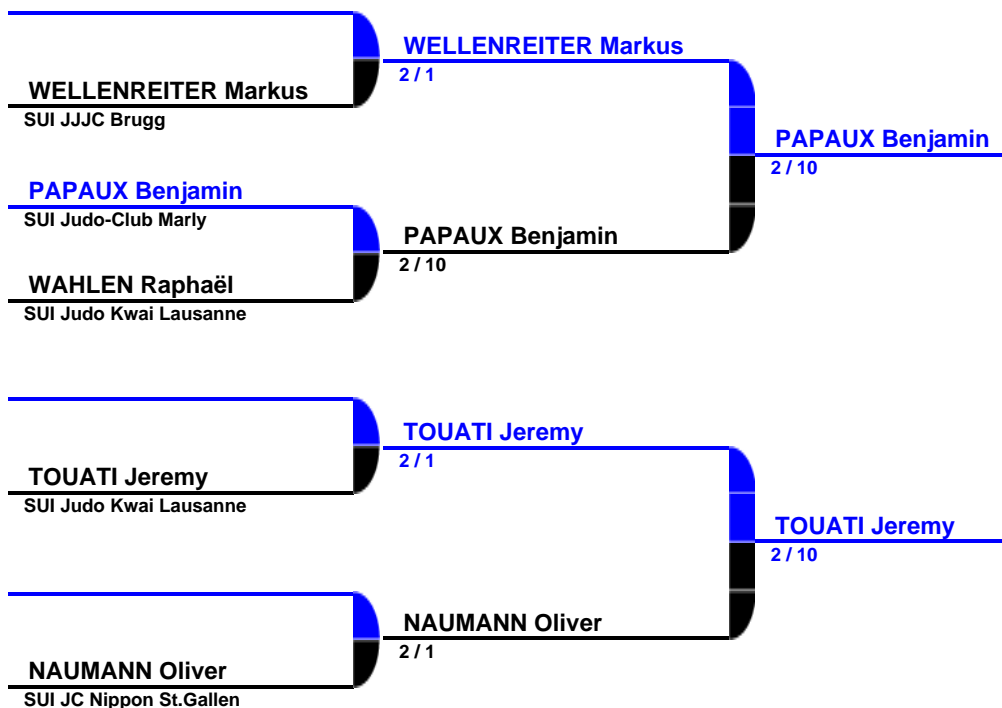 WELLENREITER Markus
2 / 1
WELLENREITER Markus
SUI JJJC Brugg
PAPAUX Benjamin
2 / 10
PAPAUX Benjamin
SUI Judo-Club Marly
PAPAUX Benjamin
2 / 10
WAHLEN Raphaël
SUI Judo Kwai Lausanne
TOUATI Jeremy
2 / 1
TOUATI Jeremy
SUI Judo Kwai Lausanne
TOUATI Jeremy
2 / 10
NAUMANN Oliver
2 / 1
NAUMANN Oliver
SUI JC Nippon St.Gallen